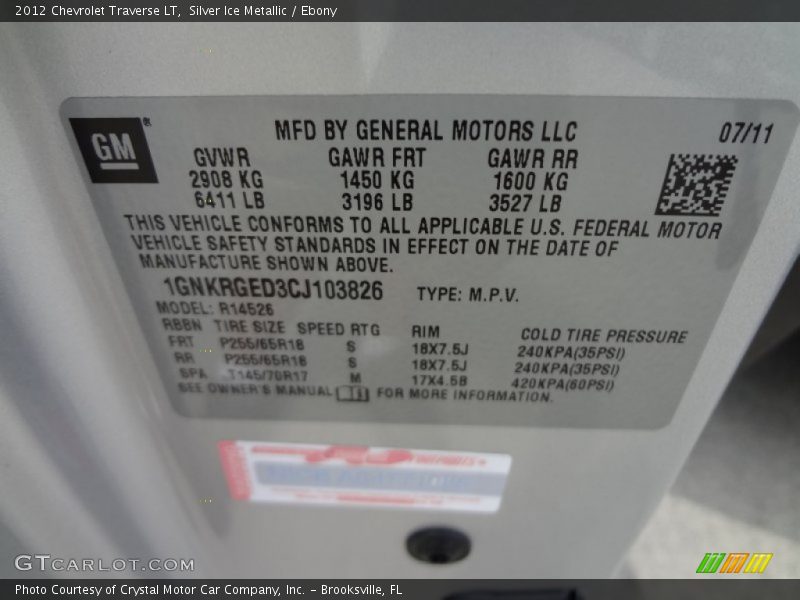 2012 Chevrolet Traverse LT, Silver Ice Metallic / Ebony
GM®
MFD BY GENERAL MOTORS LLC
07/11
GVWR GAWR FRT GAWR RR
2908 KG 1450 KG 1600 KG
6411 LB 3196 LB 3527 LB
THIS VEHICLE CONFORMS TO ALL APPLICABLE U.S. FEDERAL MOTOR
VEHICLE SAFETY STANDARDS IN EFFECT ON THE DATE OF
MANUFACTURE SHOWN ABOVE.
1GNKRGED3CJ103826 TYPE: M.P.V.
MODEL: R14526
RBBN TIRE SIZE SPEED RTG RIM COLD TIRE PRESSURE
FRT P255/65R18 S 18X7.5J 240KPA(35PSI)
RR P255/65R18 S 18X7.5J 240KPA(35PSI)
SPA T145/70R17 M 17X4.5B 420KPA(60PSI)
SEE OWNER'S MANUAL FOR MORE INFORMATION.
GTCARLOT.COM
Photo Courtesy of Crystal Motor Car Company, Inc. – Brooksville, FL